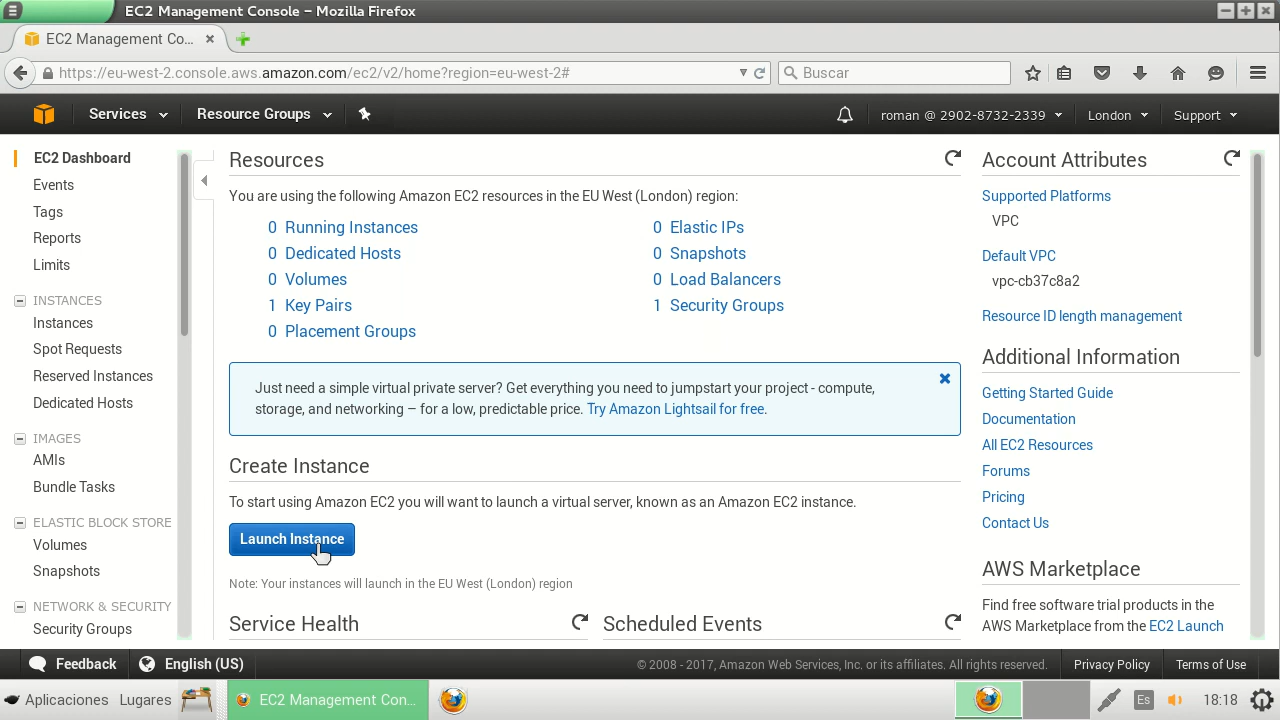 EC2 Management Console – Mozilla Firefox
EC2 Management Co...
https://eu-west-2.console.aws.amazon.com/ec2/v2/home?region=eu-west-2#
Buscar
Services
Resource Groups
roman @ 2902-8732-2339
London
Support
EC2 Dashboard
Events
Tags
Reports
Limits
INSTANCES
Instances
Spot Requests
Reserved Instances
Dedicated Hosts
IMAGES
AMIs
Bundle Tasks
ELASTIC BLOCK STORE
Volumes
Snapshots
NETWORK & SECURITY
Security Groups
Resources
You are using the following Amazon EC2 resources in the EU West (London) region:
0 Running Instances
0 Elastic IPs
0 Dedicated Hosts
0 Snapshots
0 Volumes
0 Load Balancers
1 Key Pairs
1 Security Groups
0 Placement Groups
Just need a simple virtual private server? Get everything you need to jumpstart your project - compute,
storage, and networking – for a low, predictable price. Try Amazon Lightsail for free.
Create Instance
To start using Amazon EC2 you will want to launch a virtual server, known as an Amazon EC2 instance.
Launch Instance
Note: Your instances will launch in the EU West (London) region
Service Health
Scheduled Events
Account Attributes
Supported Platforms
VPC
Default VPC
vpc-cb37c8a2
Resource ID length management
Additional Information
Getting Started Guide
Documentation
All EC2 Resources
Forums
Pricing
Contact Us
AWS Marketplace
Find free software trial products in the
AWS Marketplace from the EC2 Launch
Feedback
English (US)
© 2008 - 2017, Amazon Web Services, Inc. or its affiliates. All rights reserved.
Privacy Policy
Terms of Use
Aplicaciones
Lugares
EC2 Management Con...
Es
18:18